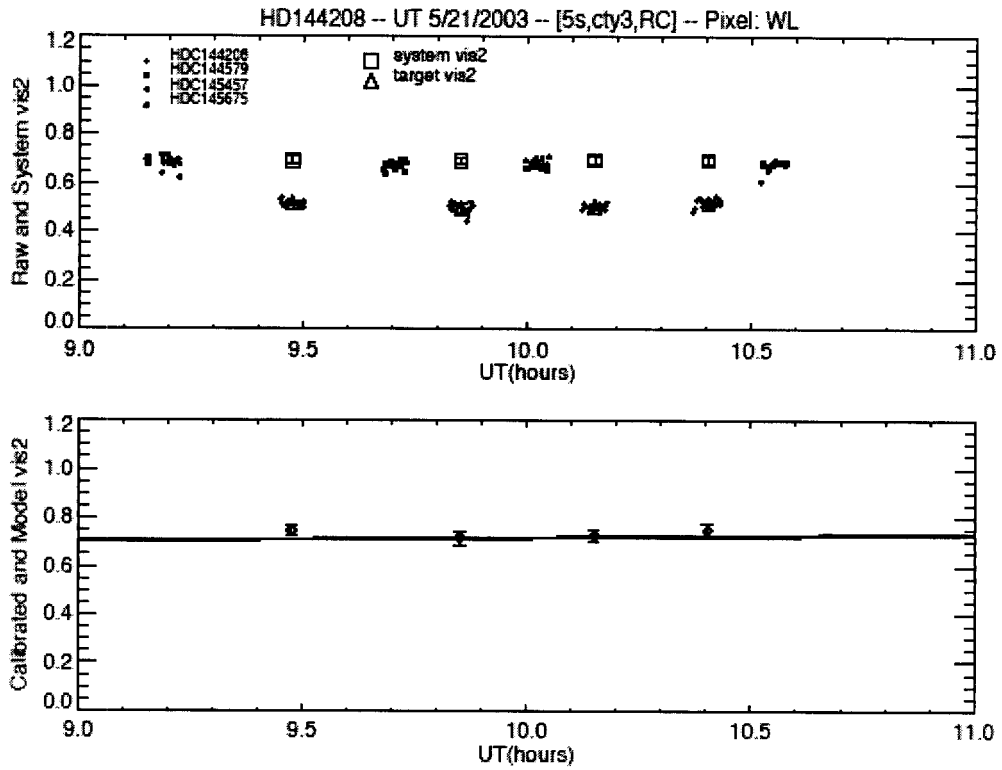 HD144208 -- UT 5/21/2003 -- [5s,cty3,RC] -- Pixel: WL
1.2
1.0
0.8
0.6
0.4
0.2
0.0
Raw and System vis2
HDC144208
HDC144579
HDC145457
HDC145675
system vis2
target vis2
9.0 9.5 10.0 10.5 11.0
UT(hours)
1.2
1.0
0.8
0.6
0.4
0.2
0.0
Calibrated and Model vis2
9.0 9.5 10.0 10.5 11.0
UT(hours)